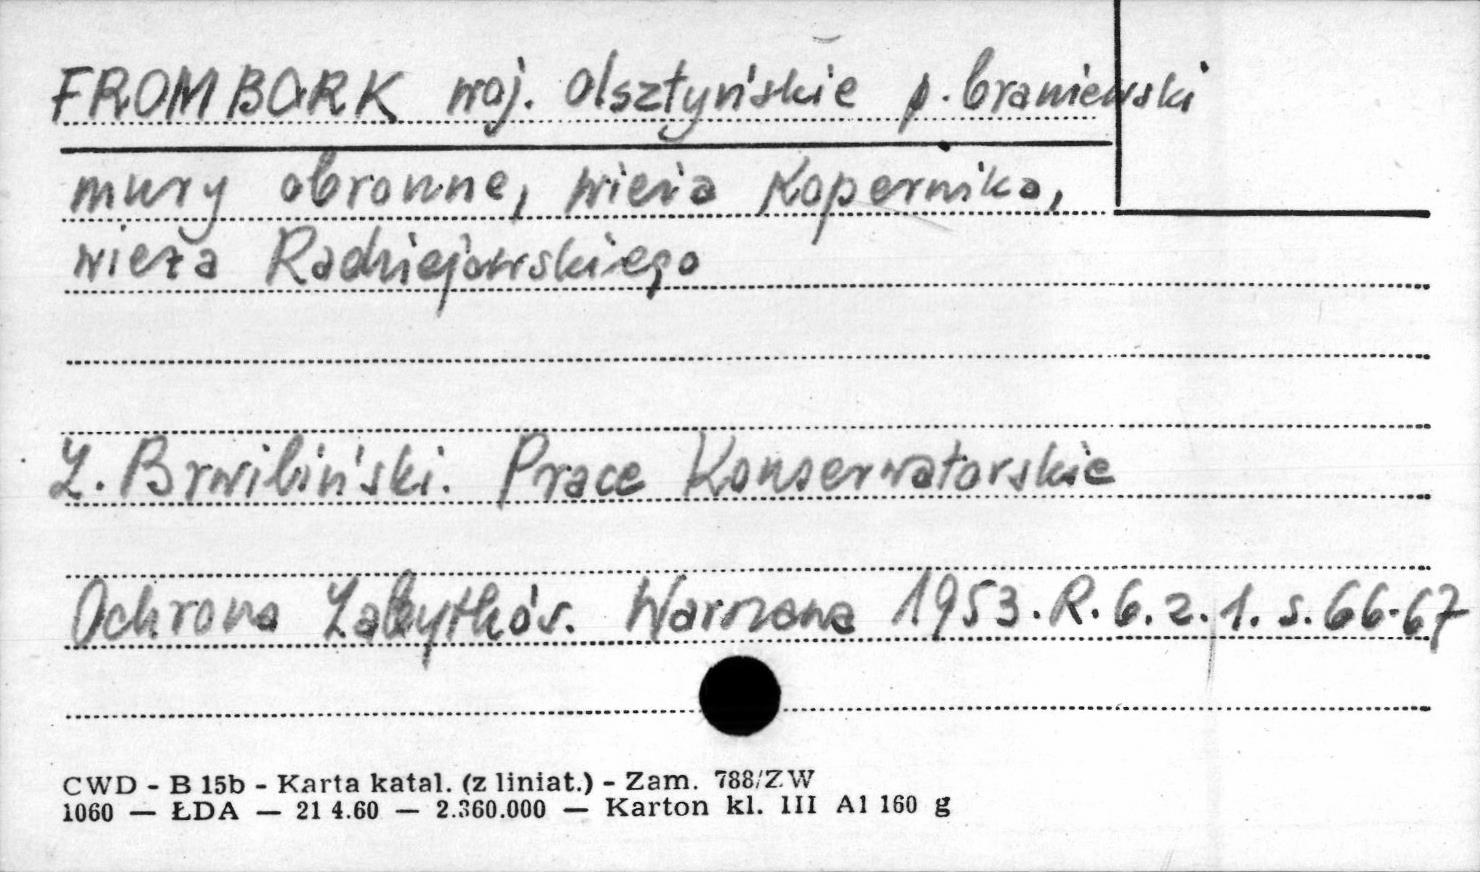 FROMBORK woj. olsztyńskie p. braniewski
mury obronne, wieża Kopernika,
wieża Radziejowskiego
Z. Brwiliński. Prace Konserwatorskie
Ochrona Zabytków. Warszawa 1953. R. 6. z. 1. s. 66-67
CWD - B 15b - Karta katal. (z liniat.) - Zam. 788/ZW
1060 — ŁDA — 21 4.60 — 2.360.000 — Karton kl. III A1 160 g